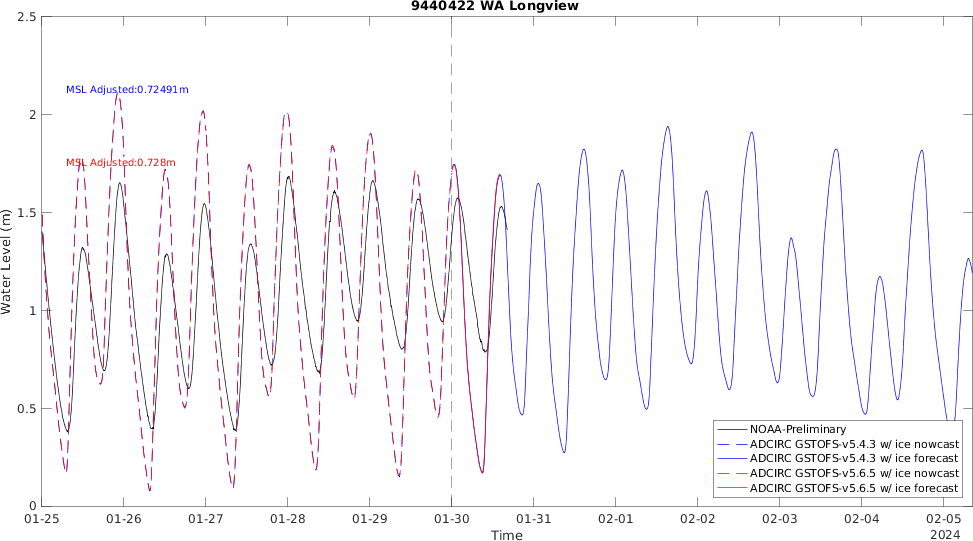 9440422 WA Longview
Water Level (m)
2.5
2
1.5
1
0.5
0
MSL Adjusted:0.72491m
MSL Adjusted:0.728m
NOAA-Preliminary
ADCIRC GSTOFS-v5.4.3 w/ ice nowcast
ADCIRC GSTOFS-v5.4.3 w/ ice forecast
ADCIRC GSTOFS-v5.6.5 w/ ice nowcast
ADCIRC GSTOFS-v5.6.5 w/ ice forecast
01-25 01-26 01-27 01-28 01-29 01-30 01-31 02-01 02-02 02-03 02-04 02-05
Time
2024